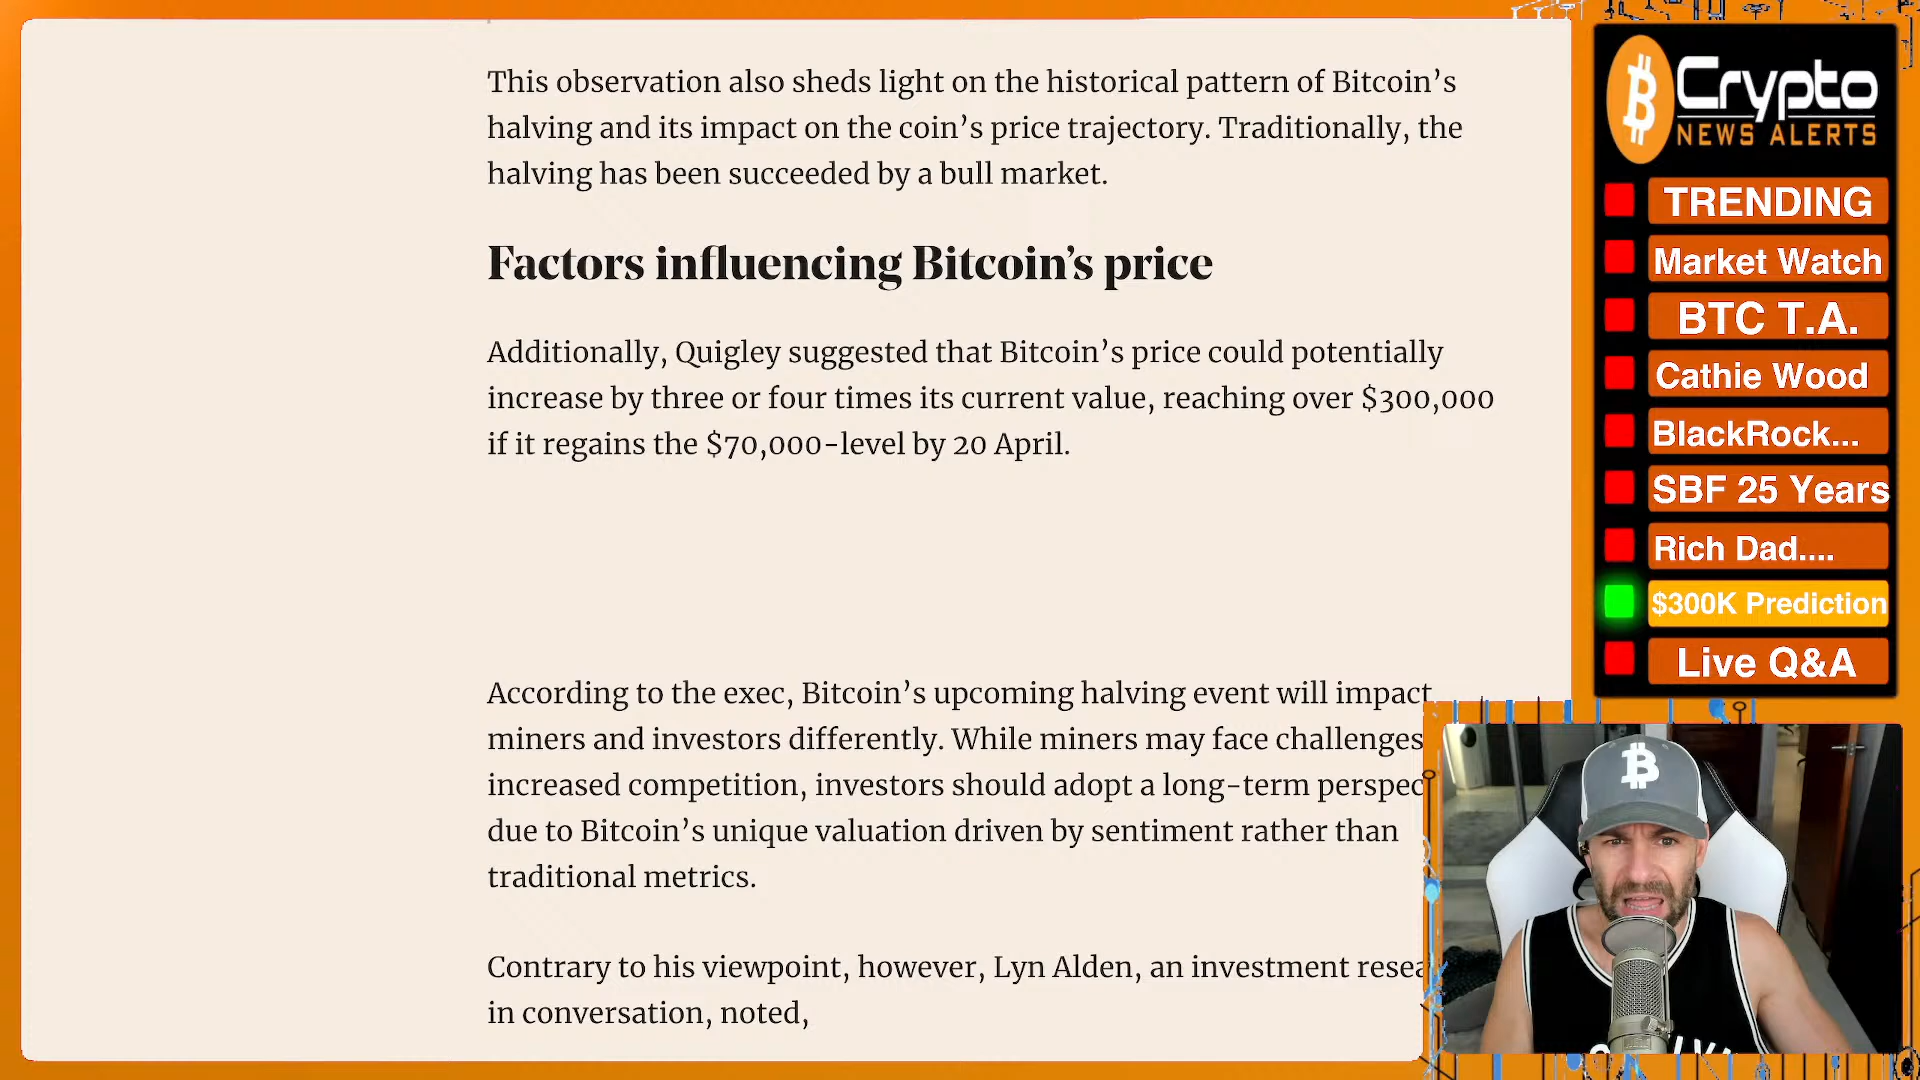 This observation also sheds light on the historical pattern of Bitcoin’s
halving and its impact on the coin’s price trajectory. Traditionally, the
halving has been succeeded by a bull market.
Factors influencing Bitcoin’s price
Additionally, Quigley suggested that Bitcoin’s price could potentially
increase by three or four times its current value, reaching over $300,000
if it regains the $70,000-level by 20 April.
According to the exec, Bitcoin’s upcoming halving event will impact
miners and investors differently. While miners may face challenges
increased competition, investors should adopt a long-term perspec
due to Bitcoin’s unique valuation driven by sentiment rather than
traditional metrics.
Contrary to his viewpoint, however, Lyn Alden, an investment resea
in conversation, noted,
Crypto
NEWS ALERTS
TRENDING
Market Watch
BTC T.A.
Cathie Wood
BlackRock...
SBF 25 Years
Rich Dad....
$300K Prediction
Live Q&A